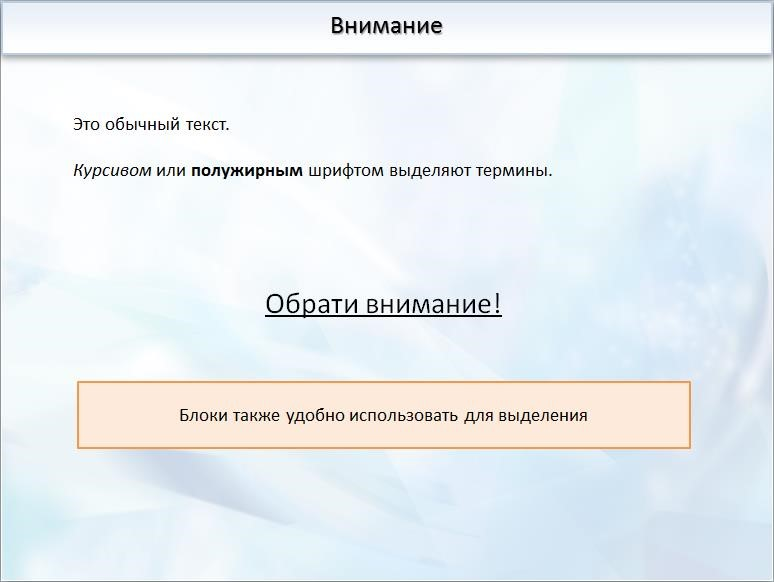 Внимание
Это обычный текст.
Курсивом или полужирным шрифтом выделяют термины.
Обрати внимание!
Блоки также удобно использовать для выделения